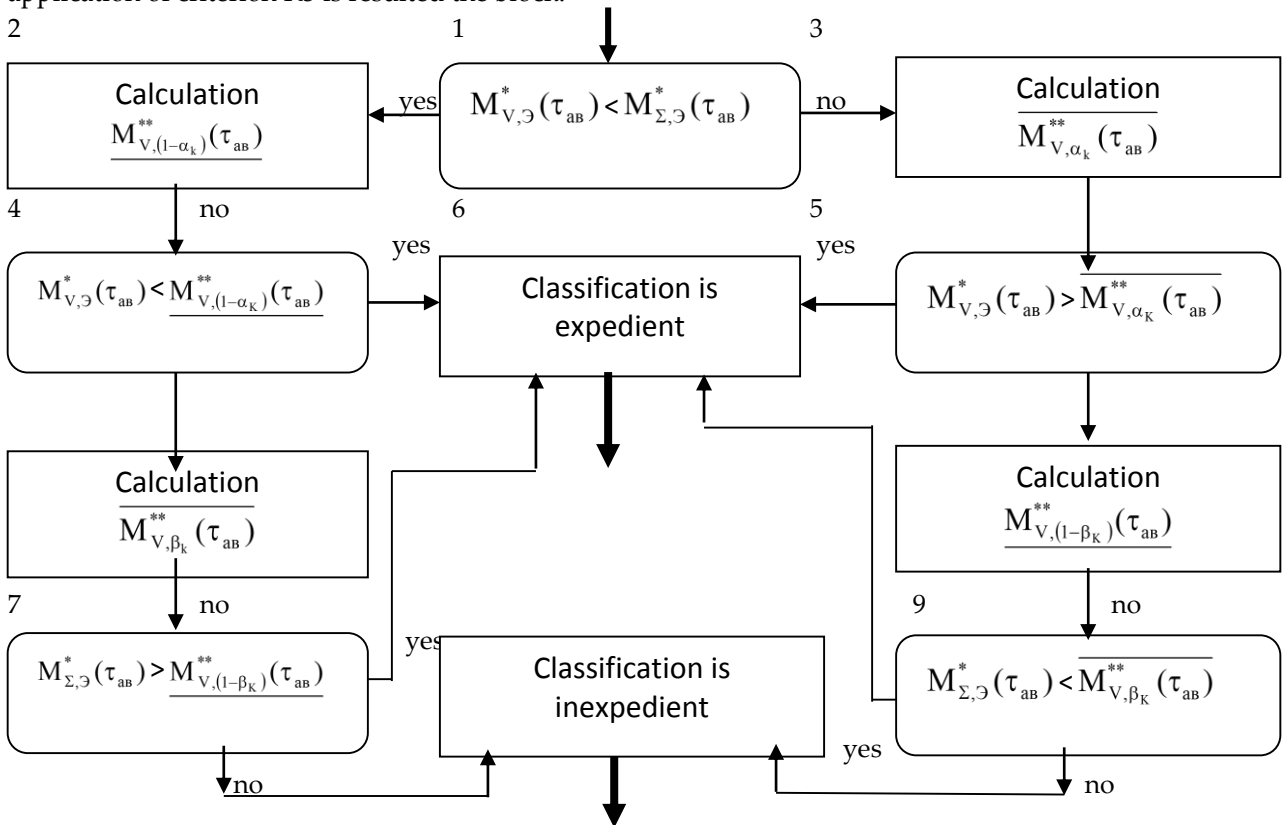 2 1 3
Calculation
M**V,(1−αk)(τав)
yes
M*V,Э(τав) < M*Σ,Э(τав)
no
Calculation
M**V,αk(τав)
4 no 6 5
yes yes
M*V,Э(τав) < M**V,(1−αK)(τав)
Classification is
expedient
M*V,Э(τав) > M**V,αK(τав)
Calculation
M**V,βk(τав)
Calculation
M**V,(1−βK)(τав)
7 no 9 no
M*Σ,Э(τав) > M**V,(1−βK)(τав)
yes
Classification is
inexpedient
M*Σ,Э(τав) < M**V,βK(τав)
yes
no no